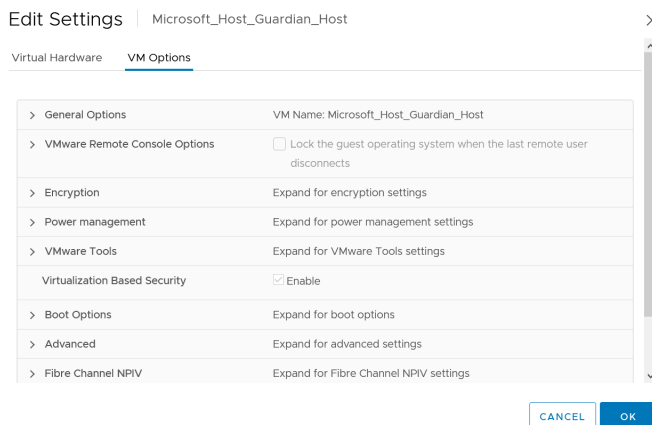 Edit Settings Microsoft_Host_Guardian_Host
Virtual Hardware VM Options
General Options VM Name: Microsoft_Host_Guardian_Host
VMware Remote Console Options Lock the guest operating system when the last remote user
disconnects
Encryption Expand for encryption settings
Power management Expand for power management settings
VMware Tools Expand for VMware Tools settings
Virtualization Based Security Enable
Boot Options Expand for boot options
Advanced Expand for advanced settings
Fibre Channel NPIV Expand for Fibre Channel NPIV settings
CANCEL OK